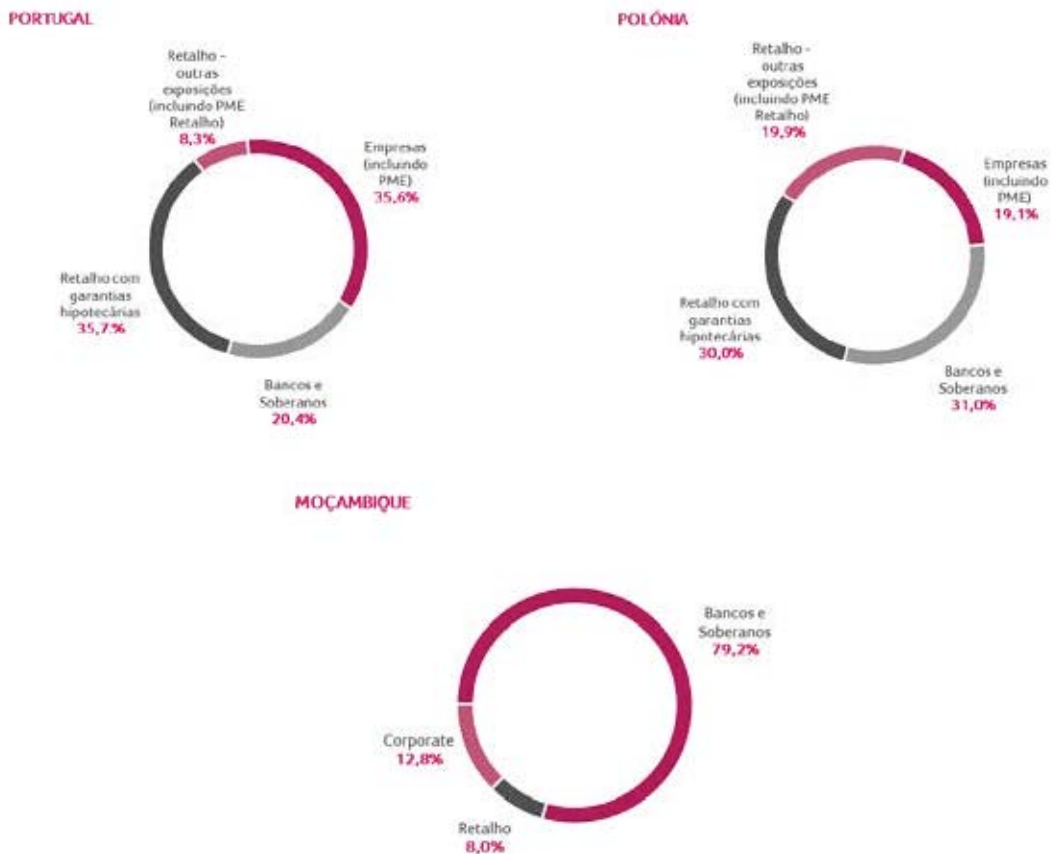 PORTUGAL
Retalho –
outras
exposições
(incluindo PME
Retalho)
8,3%
Empresas
(incluindo
PME)
35,6%
Retalho com
garantias
hipotecárias
35,7%
Bancos e
Soberanos
20,4%
POLÓNIA
Retalho -
outras
exposições
(incluindo PME
Retalho)
19,9%
Empresas
(incluindo
PME)
19,1%
Retalho com
garantias
hipotecárias
30,0%
Bancos e
Soberanos
31,0%
MOÇAMBIQUE
Bancos e
Soberanos
79,2%
Corporate
12,8%
Retalho
8,0%